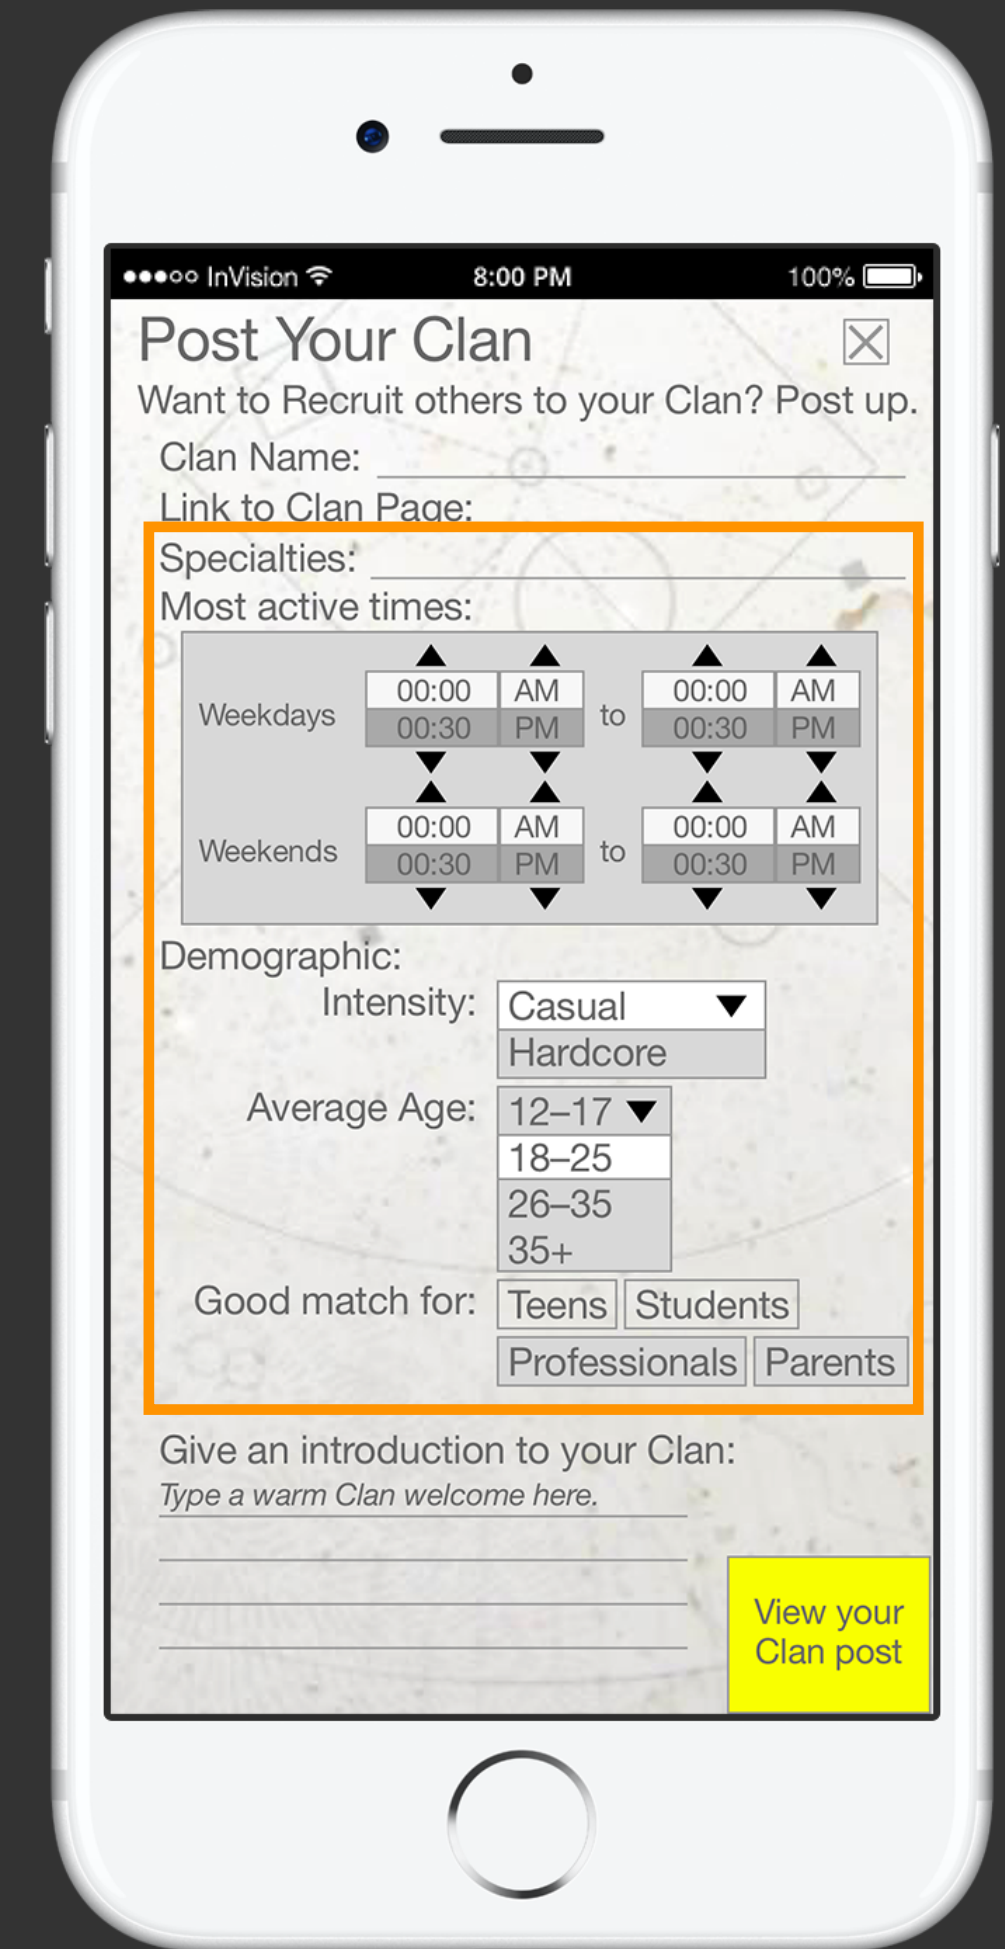 InVision 8:00 PM 100%
Post Your Clan
Want to Recruit others to your Clan? Post up.
Clan Name:
Link to Clan Page:
Specialties:
Most active times:
Weekdays 00:00 AM to 00:00 AM
00:30 PM 00:30 PM
Weekends 00:00 AM to 00:00 AM
00:30 PM 00:30 PM
Demographic:
Intensity: Casual
Hardcore
Average Age: 12–17
18–25
26–35
35+
Good match for: Teens Students
Professionals Parents
Give an introduction to your Clan:
Type a warm Clan welcome here.
View your
Clan post